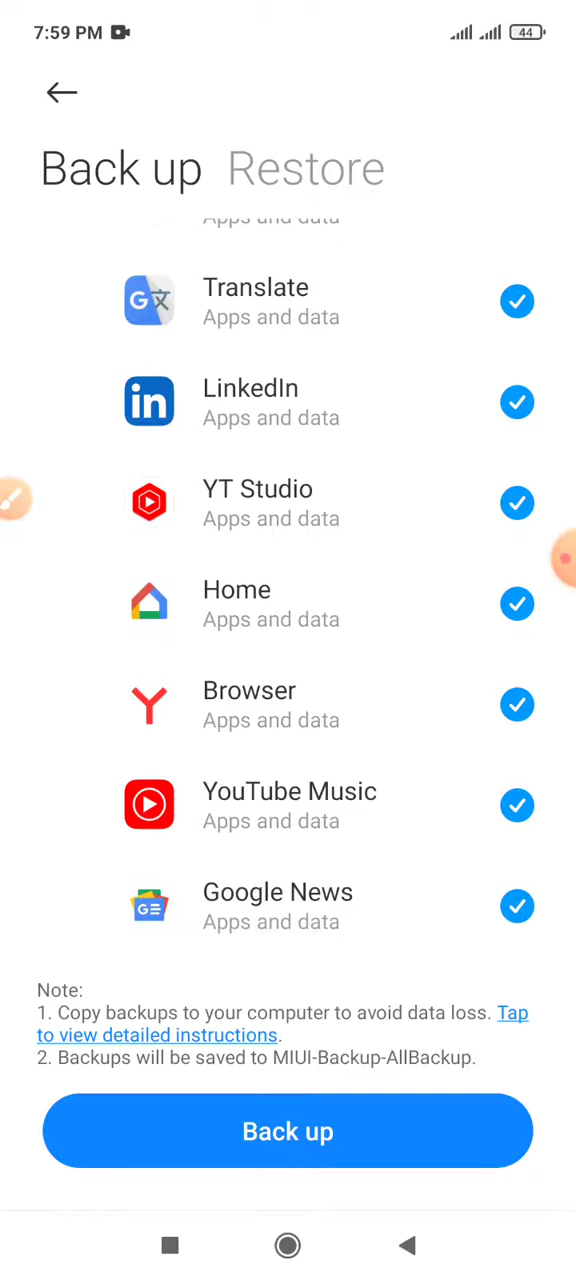 7:59 PM
44
Back up Restore
Apps and data
Translate
Apps and data
LinkedIn
Apps and data
YT Studio
Apps and data
Home
Apps and data
Browser
Apps and data
YouTube Music
Apps and data
Google News
Apps and data
Note:
1. Copy backups to your computer to avoid data loss. Tap
to view detailed instructions.
2. Backups will be saved to MIUI-Backup-AllBackup.
Back up